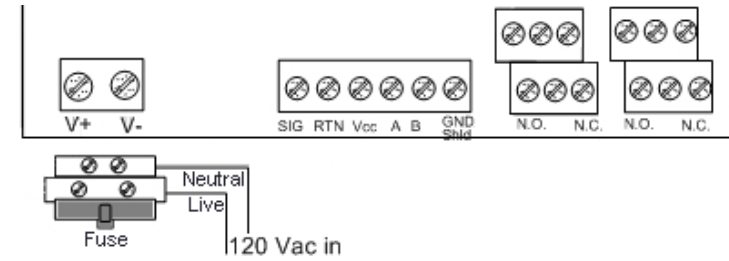 V+ V-
SIG RTN Vcc A B GND Shld
N.O. N.C. N.O. N.C.
Neutral
Live
Fuse
120 Vac in